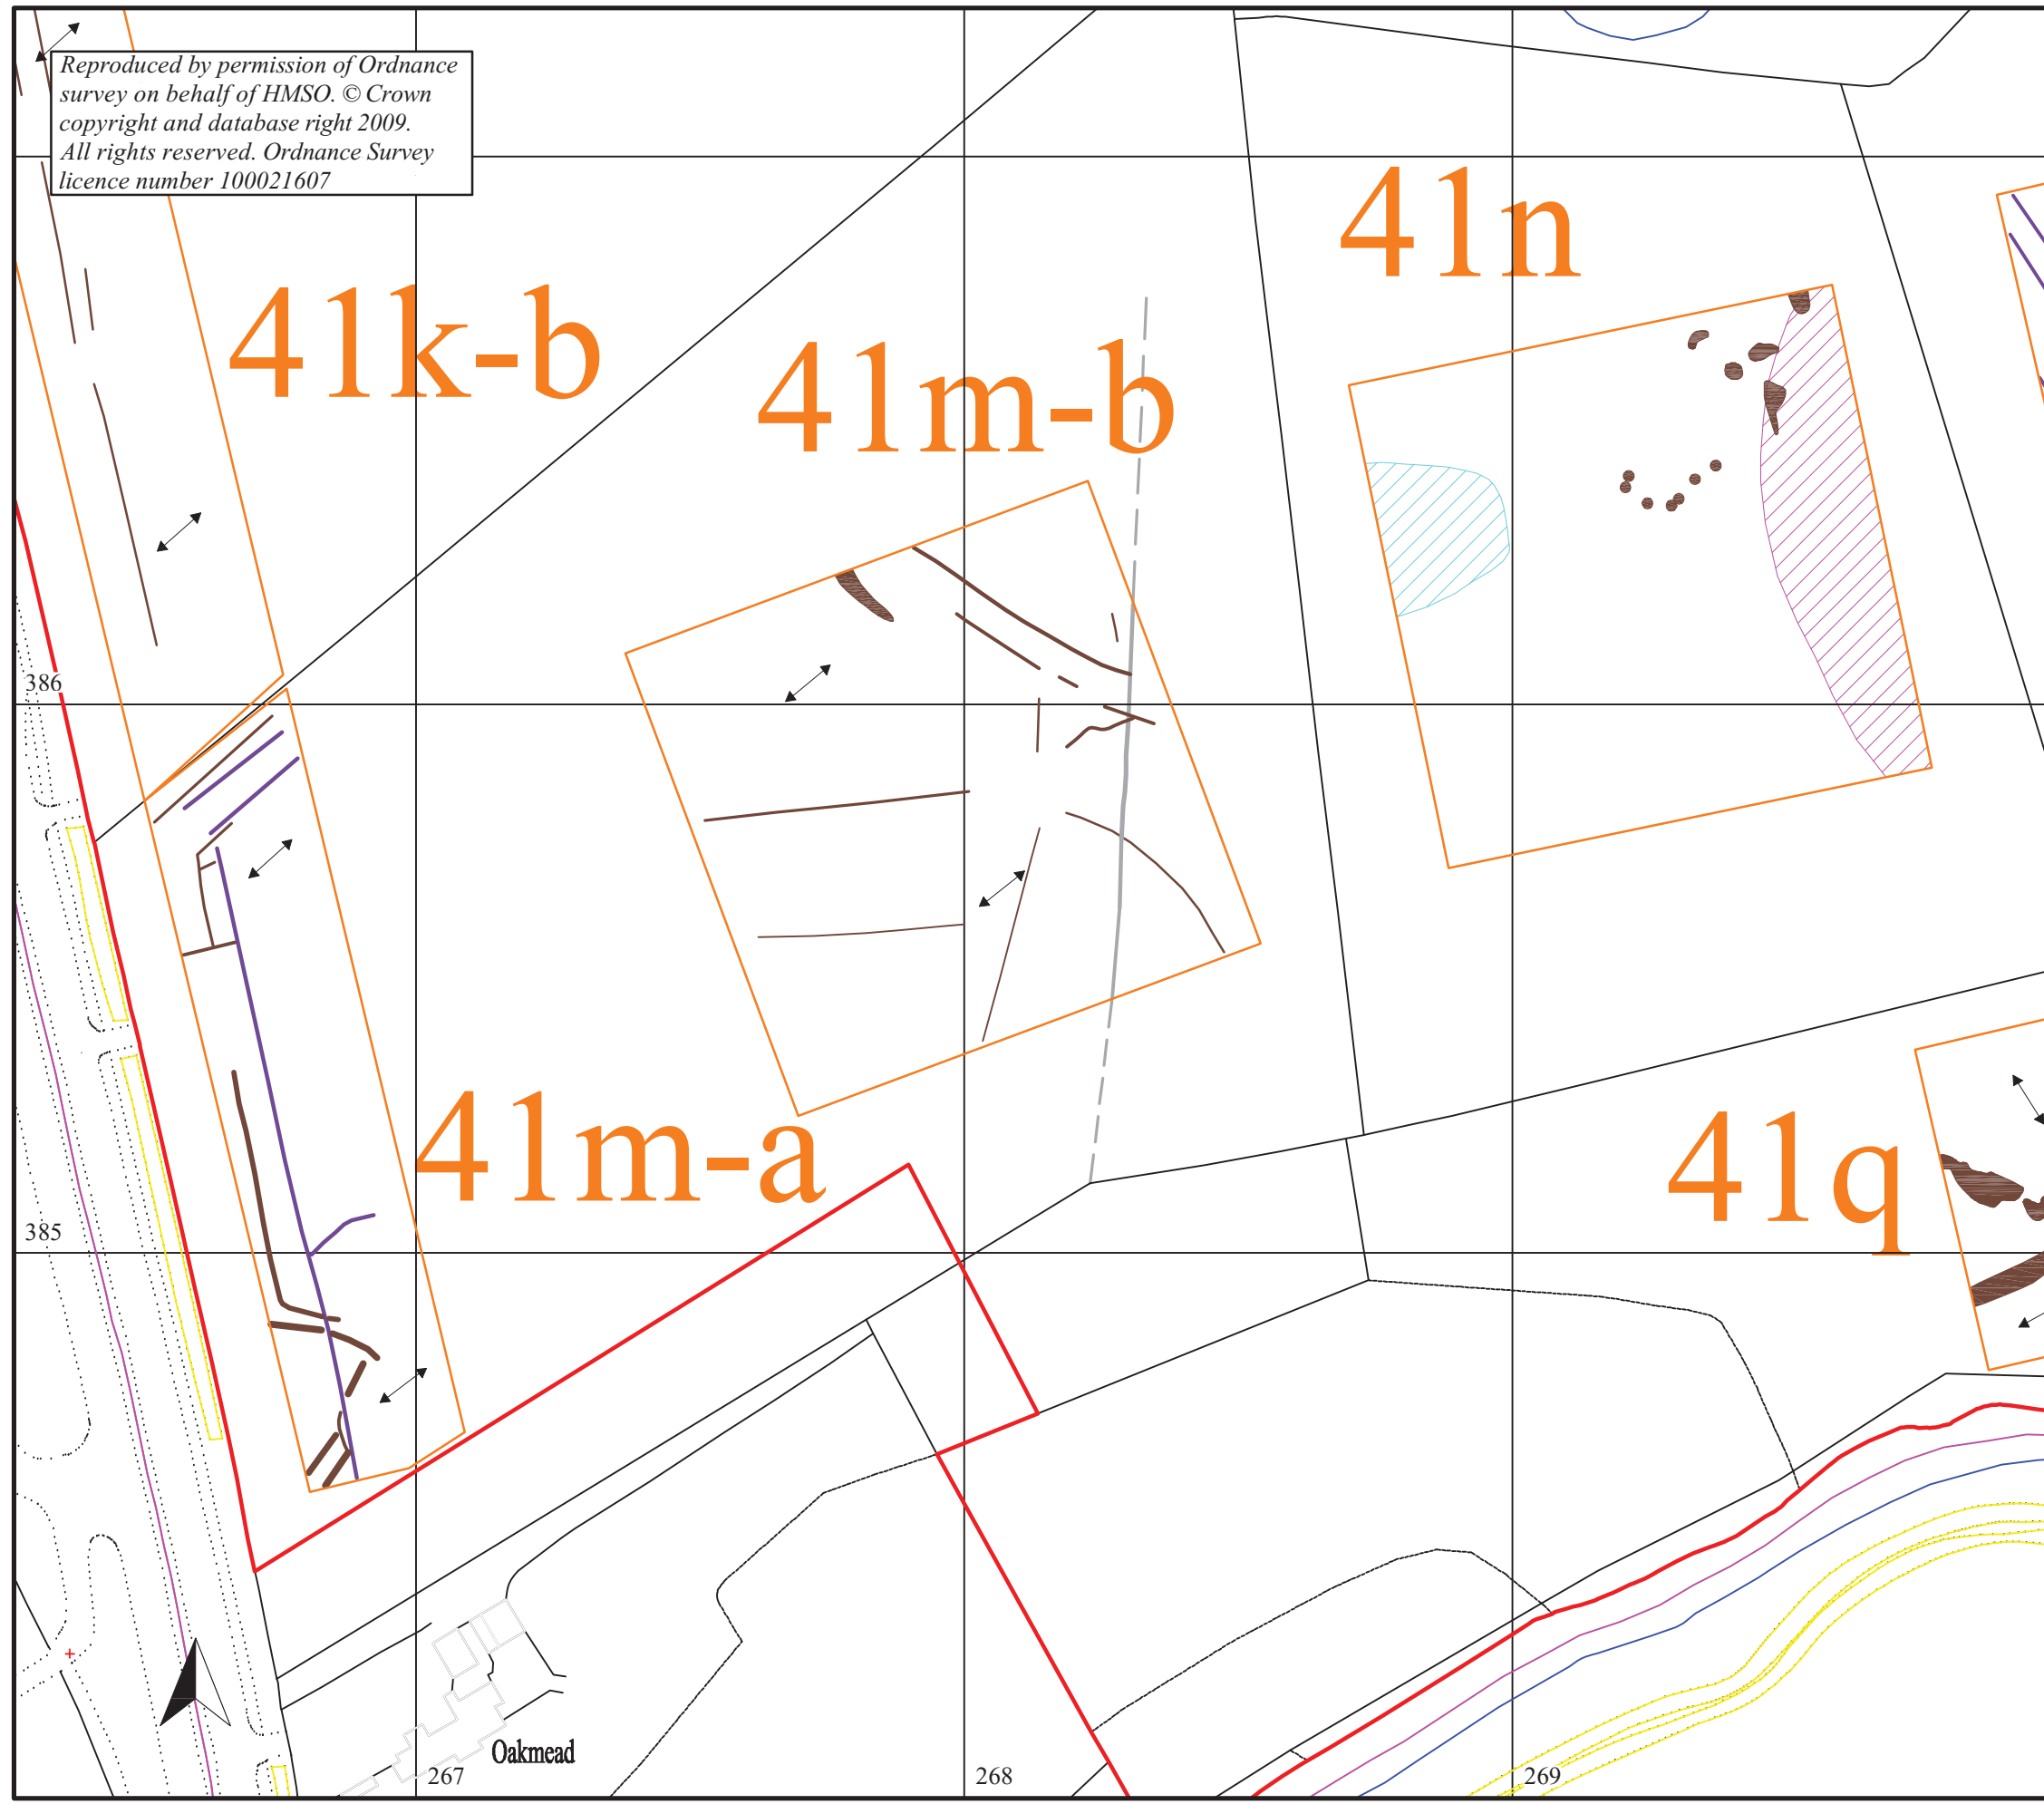 Reproduced by permission of Ordnance
survey on behalf of HMSO. © Crown
copyright and database right 2009.
All rights reserved. Ordnance Survey
licence number 100021607
41n
41k-b
41m-b
386
41m-a
41q
385
Oakmead
267
268
269